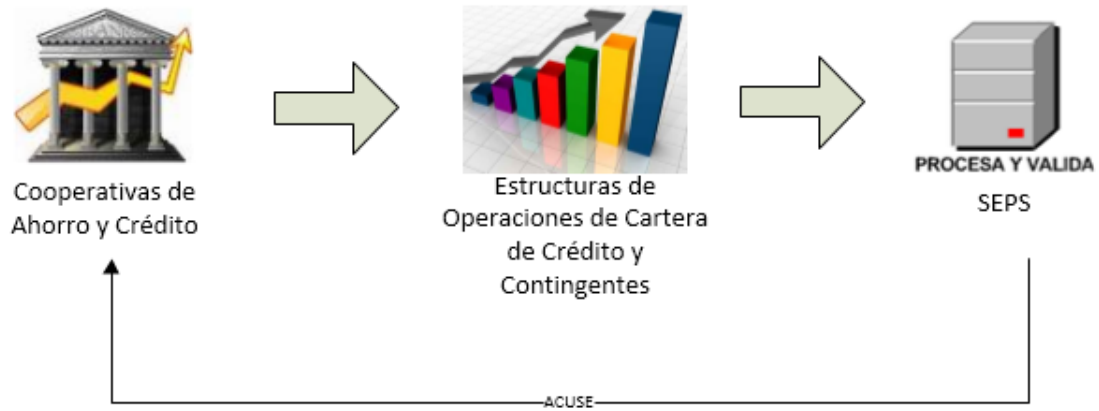 Cooperativas de
Ahorro y Crédito
Estructuras de
Operaciones de Cartera
de Crédito y
Contingentes
PROCESA Y VALIDA
SEPS
ACUSE